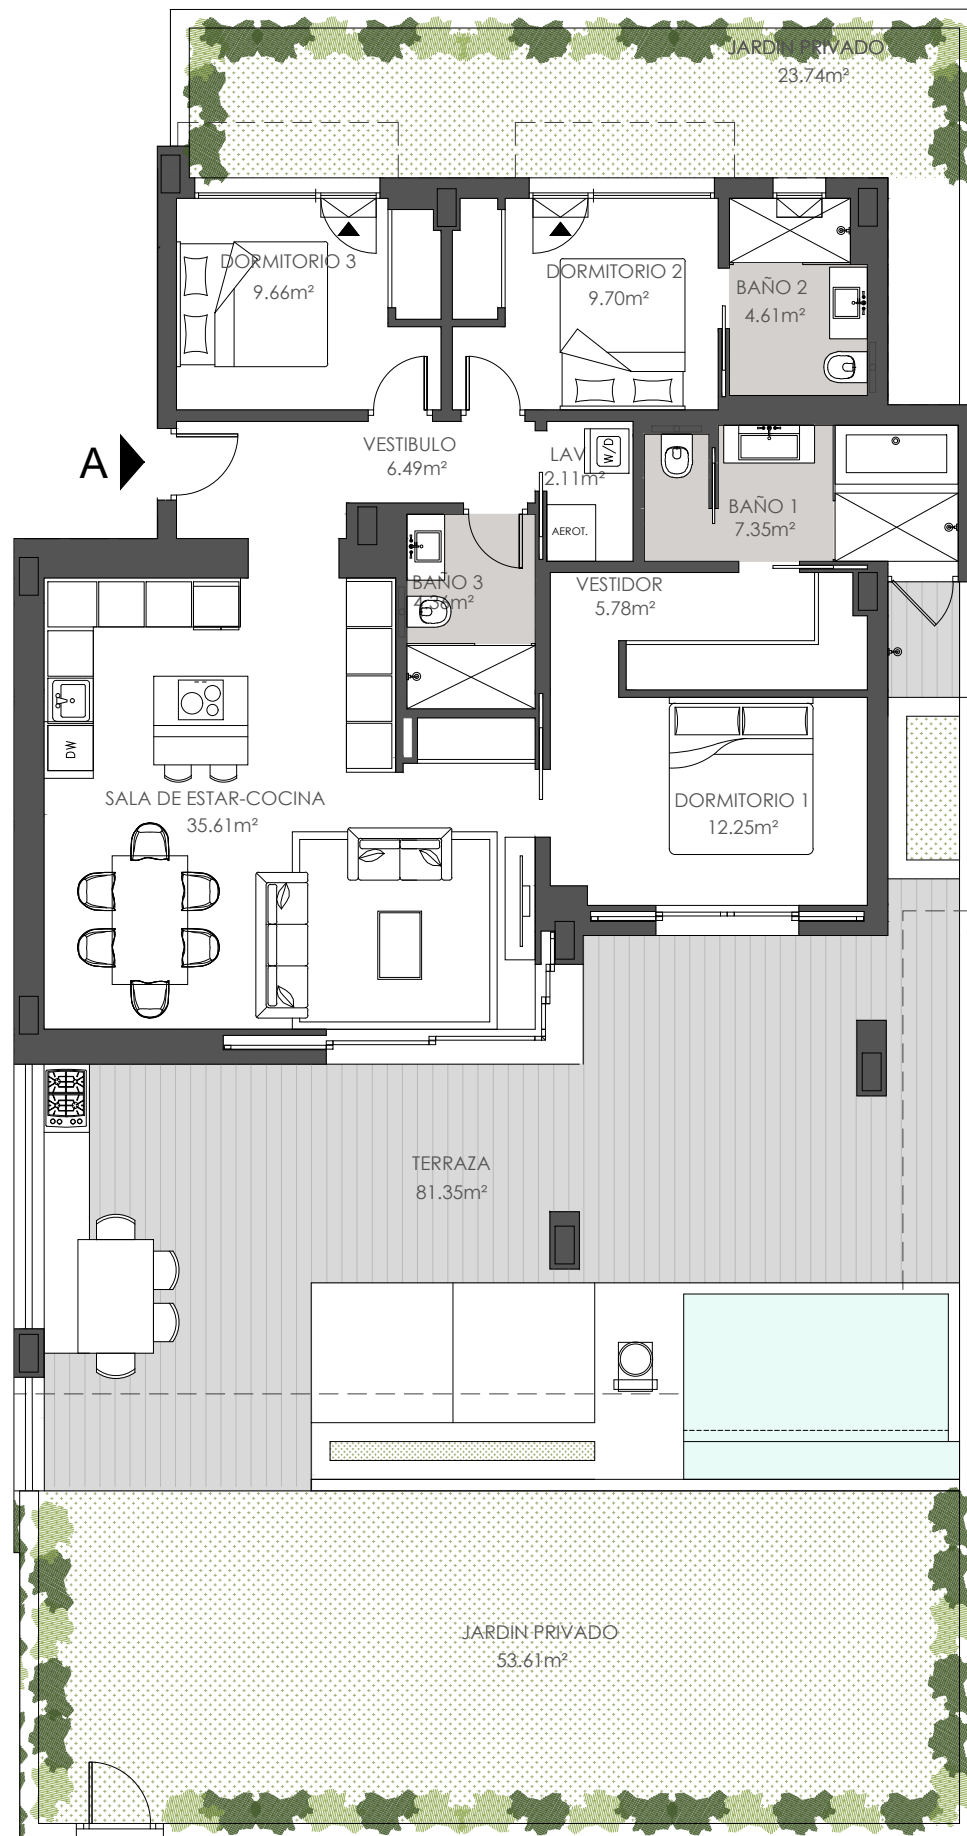 JARDIN PRIVADO
23.74m²
DORMITORIO 3
9.66m²
DORMITORIO 2
9.70m²
BAÑO 2
4.61m²
A
VESTIBULO
6.49m²
LAV
2.11m²
W/D
AEROT.
BAÑO 1
7.35m²
BAÑO 3
4.36m²
VESTIDOR
5.78m²
DW
SALA DE ESTAR-COCINA
35.61m²
DORMITORIO 1
12.25m²
TERRAZA
81.35m²
JARDIN PRIVADO
53.61m²